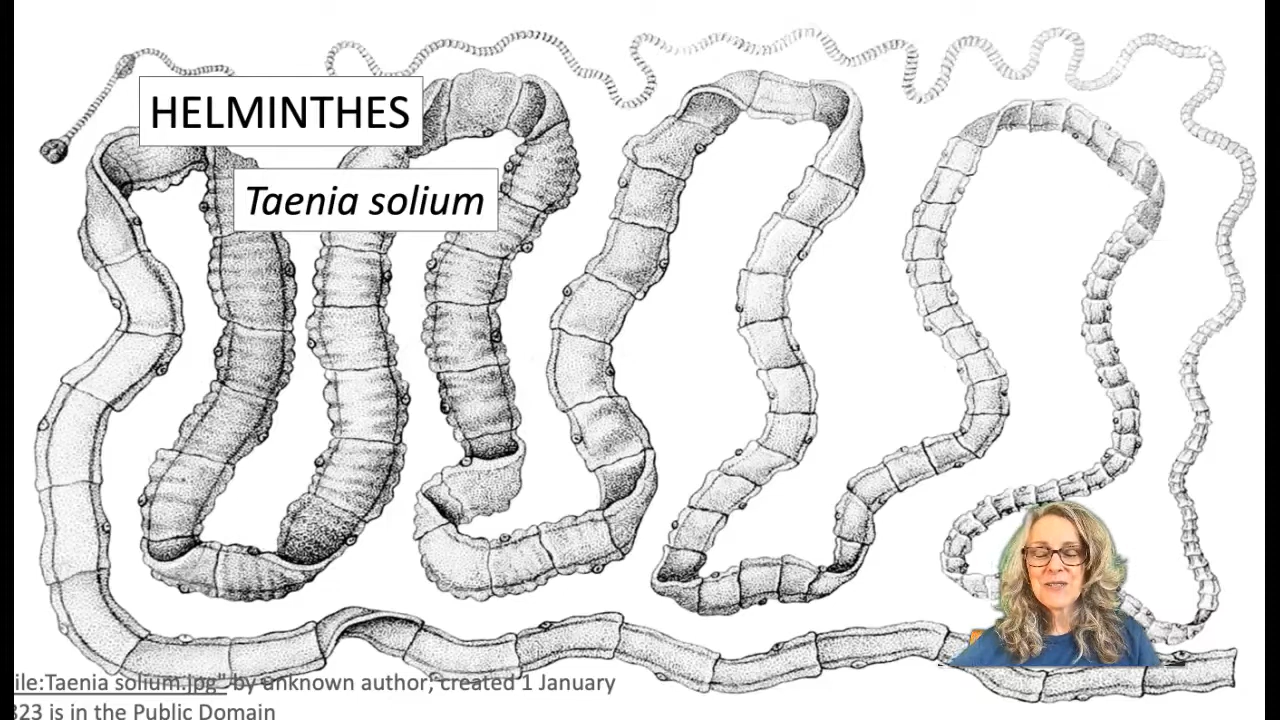 HELMINTHES
Taenia solium
ile:Taenia solium.jpg" by unknown author, created 1 January
323 is in the Public Domain